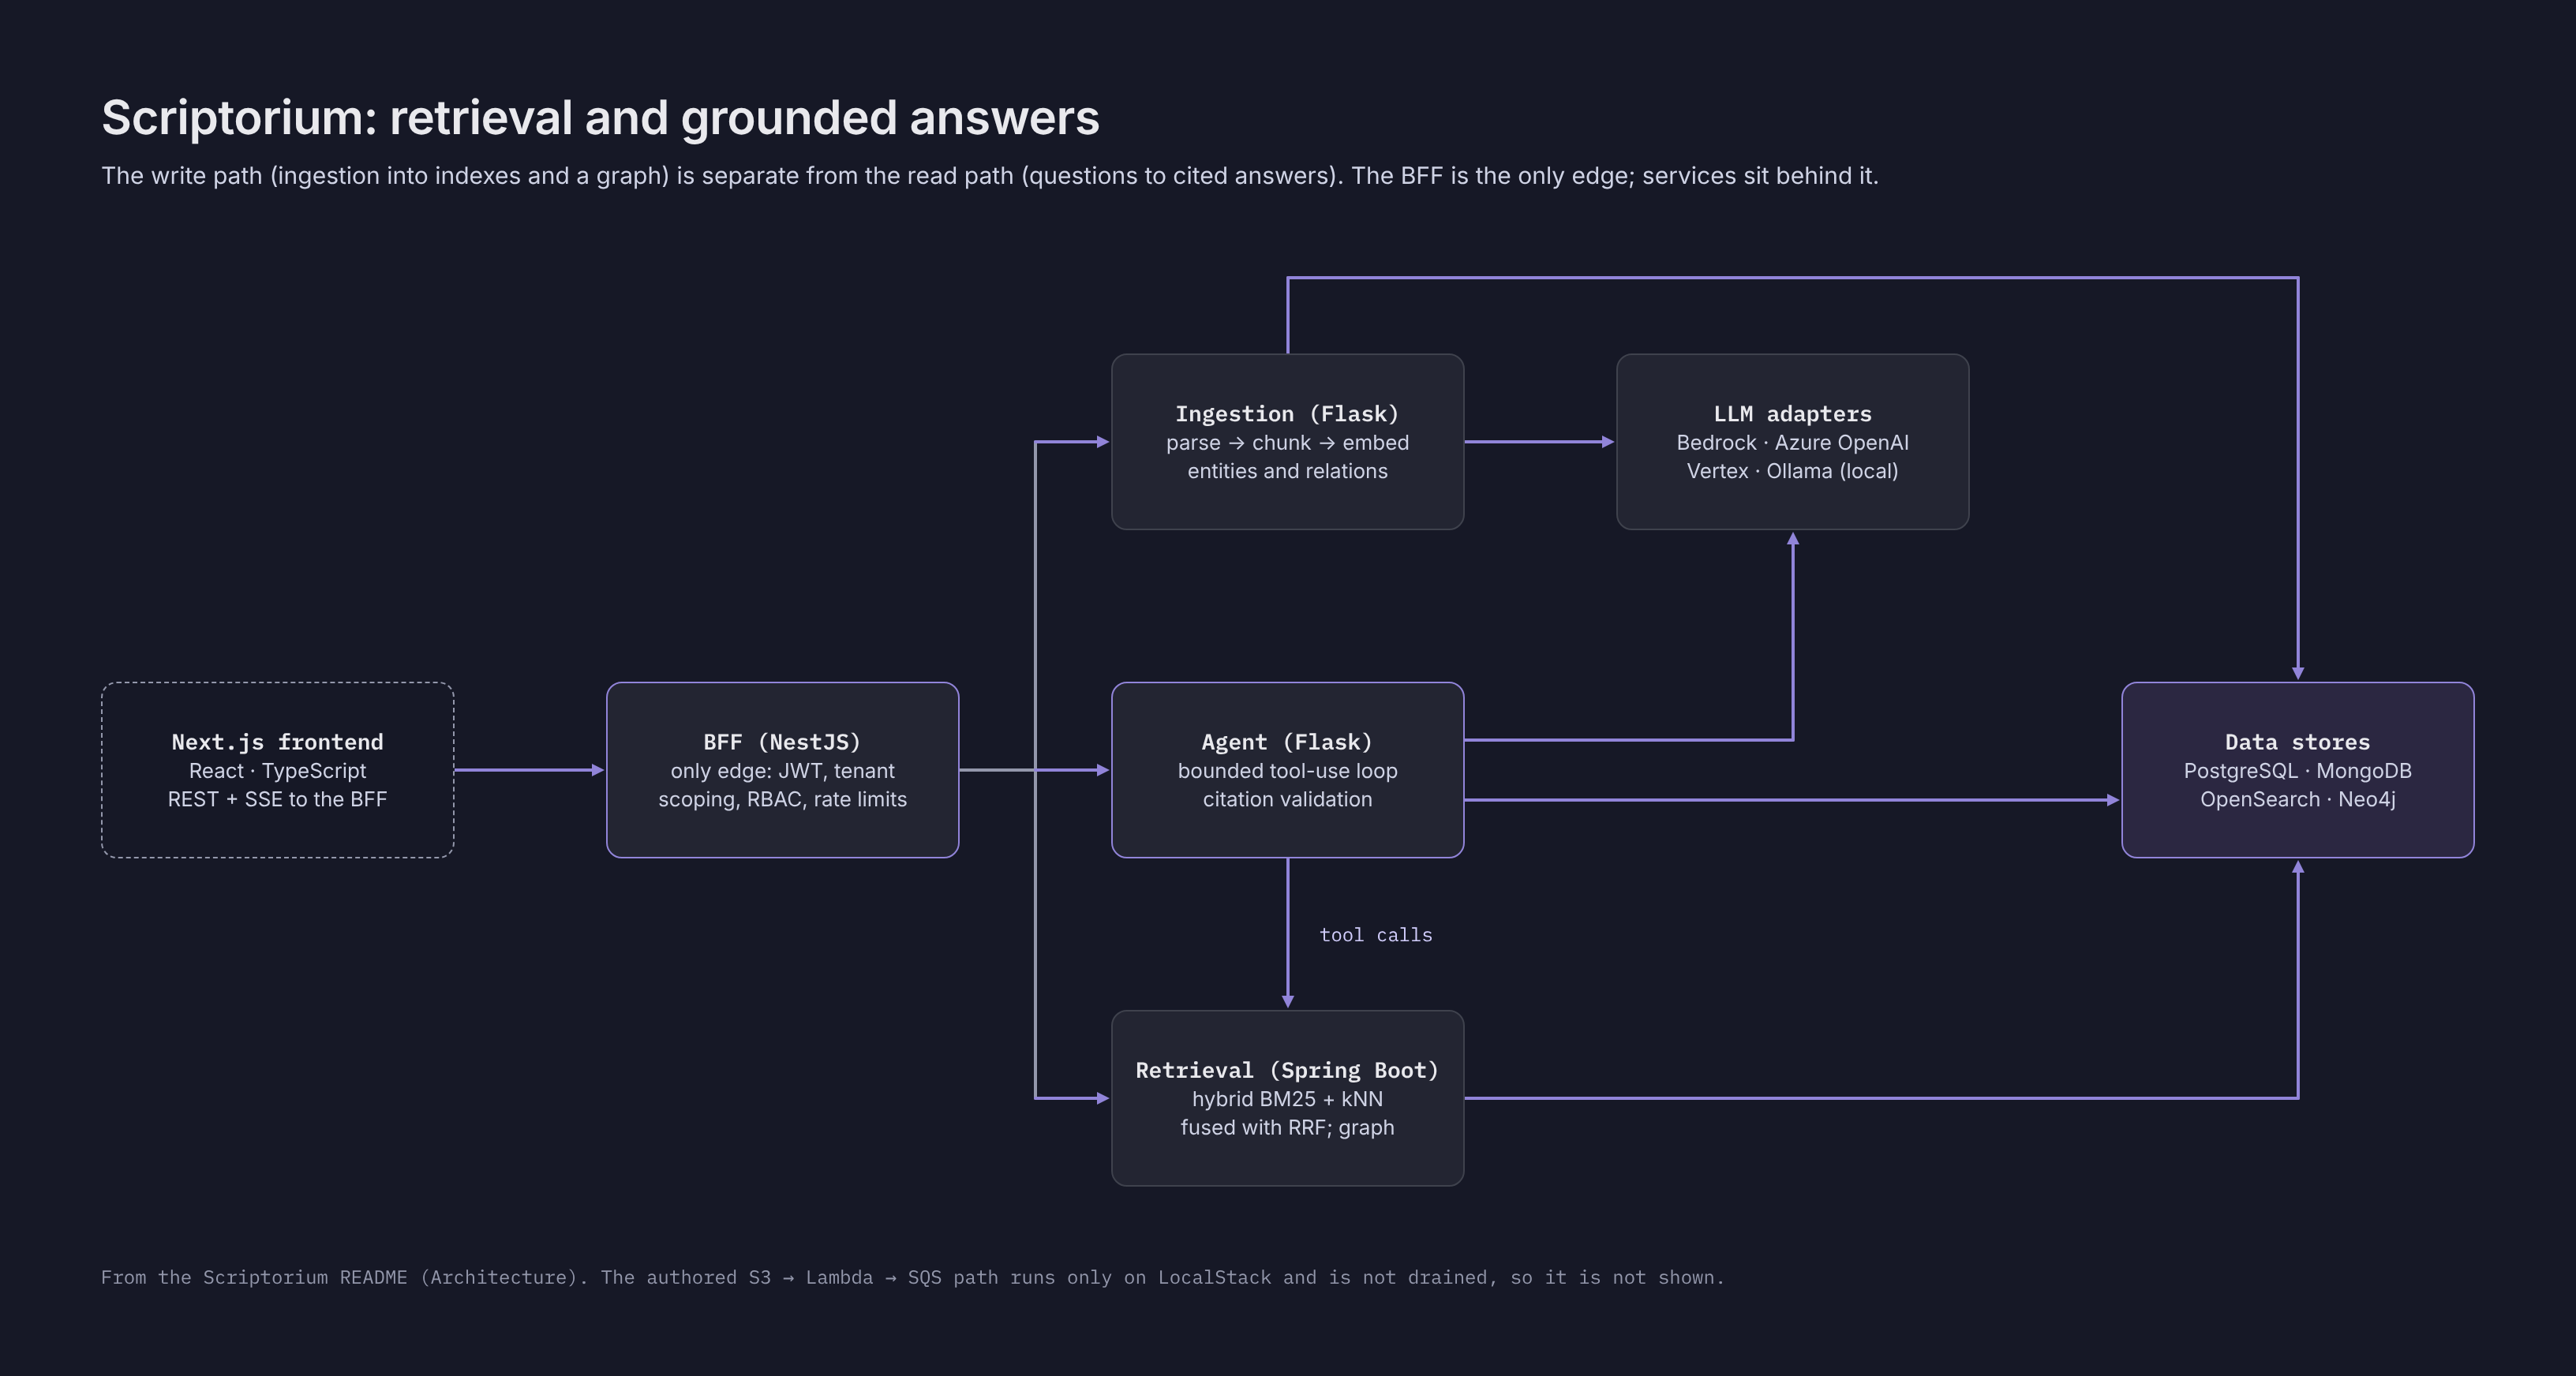 Scriptorium: retrieval and grounded answers
The write path (ingestion into indexes and a graph) is separate from the read path (questions to cited answers). The BFF is the only edge; services sit behind it.
Ingestion (Flask)
parse → chunk → embed
entities and relations
LLM adapters
Bedrock · Azure OpenAI
Vertex · Ollama (local)
Next.js frontend
React · TypeScript
REST + SSE to the BFF
BFF (NestJS)
only edge: JWT, tenant
scoping, RBAC, rate limits
Agent (Flask)
bounded tool-use loop
citation validation
Data stores
PostgreSQL · MongoDB
OpenSearch · Neo4j
tool calls
Retrieval (Spring Boot)
hybrid BM25 + kNN
fused with RRF; graph
From the Scriptorium README (Architecture). The authored S3 → Lambda → SQS path runs only on LocalStack and is not drained, so it is not shown.